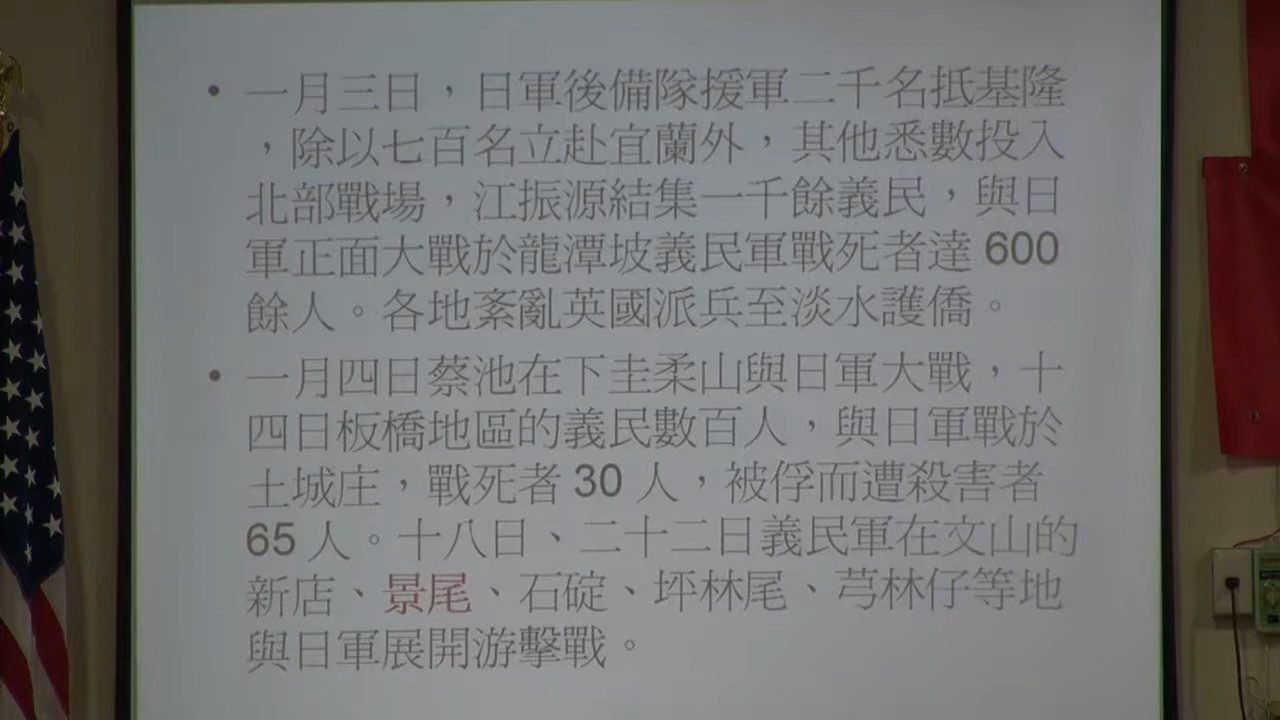 • 一月三日，日軍後備隊援軍二千名抵基隆
，除以七百名立赴宜蘭外，其他悉數投入
北部戰場，江振源結集一千餘義民，與日
軍正面大戰於龍潭坡義民軍戰死者達 600
餘人。各地紊亂英國派兵至淡水護僑。
• 一月四日蔡池在下圭柔山與日軍大戰，十
四日板橋地區的義民數百人，與日軍戰於
土城庄，戰死者 30 人，被俘而遭殺害者
65 人。十八日、二十二日義民軍在文山的
新店、景尾、石碇、坪林尾、芎林仔等地
與日軍展開游擊戰。